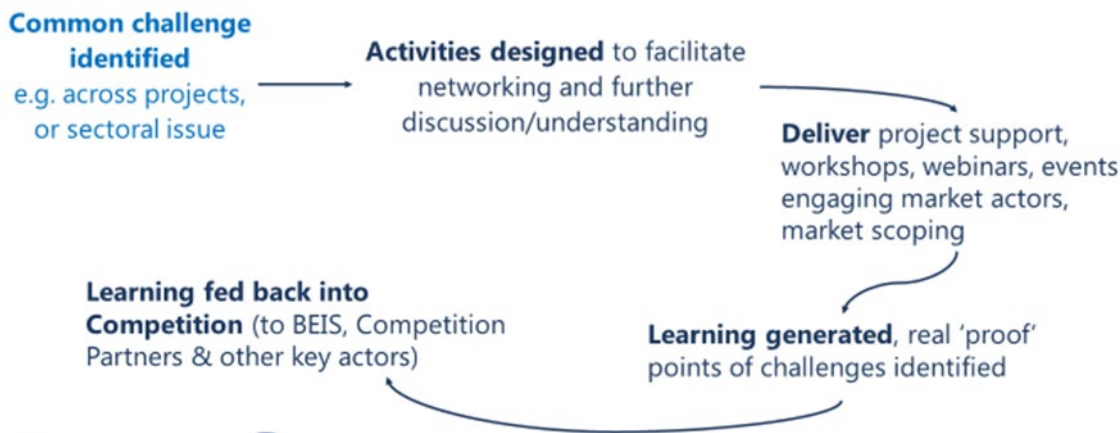 Common challenge
identified
e.g. across projects,
or sectoral issue
Activities designed to facilitate
networking and further
discussion/understanding
Deliver project support,
workshops, webinars, events
engaging market actors,
market scoping
Learning generated, real ‘proof’
points of challenges identified
Learning fed back into
Competition (to BEIS, Competition
Partners & other key actors)